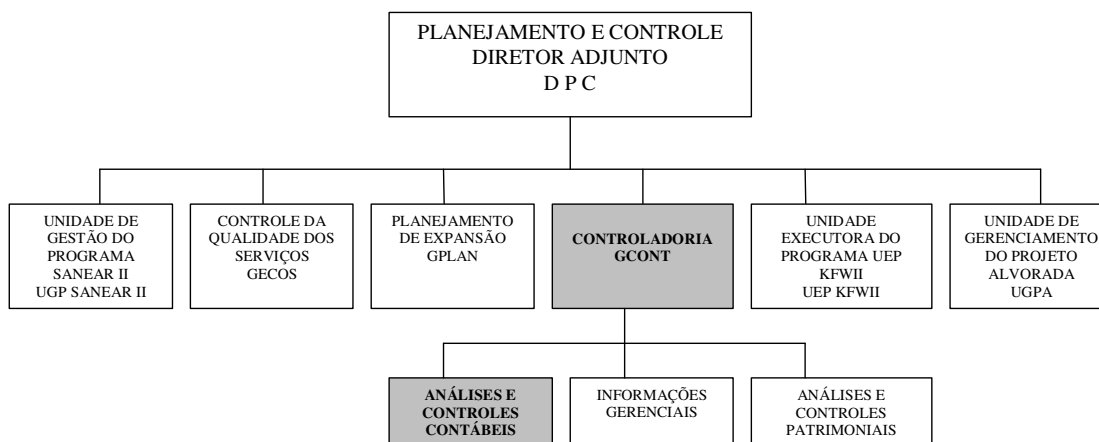 PLANEJAMENTO E CONTROLE
DIRETOR ADJUNTO
D P C
UNIDADE DE
GESTÃO DO
PROGRAMA
SANEAR II
UGP SANEAR II
CONTROLE DA
QUALIDADE DOS
SERVIÇOS
GECOS
PLANEJAMENTO
DE EXPANSÃO
GPLAN
CONTROLADORIA
GCONT
UNIDADE
EXECUTORA DO
PROGRAMA UEP
KFWII
UEP KFWII
UNIDADE DE
GERENCIAMENTO
DO PROJETO
ALVORADA
UGPA
ANÁLISES E
CONTROLES
CONTÁBEIS
INFORMAÇÕES
GERENCIAIS
ANÁLISES E
CONTROLES
PATRIMONIAIS